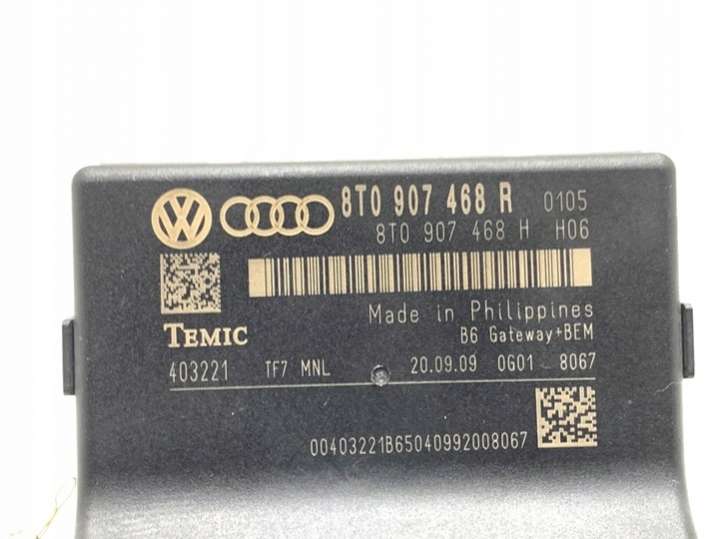 8T0 907 468 R 0105
8T0 907 468 H H06
Made in Philippines
TEMIC
B6 Gateway+BEM
403221 TF7 MNL 20.09.09 0G01 8067
00403221B65040992008067